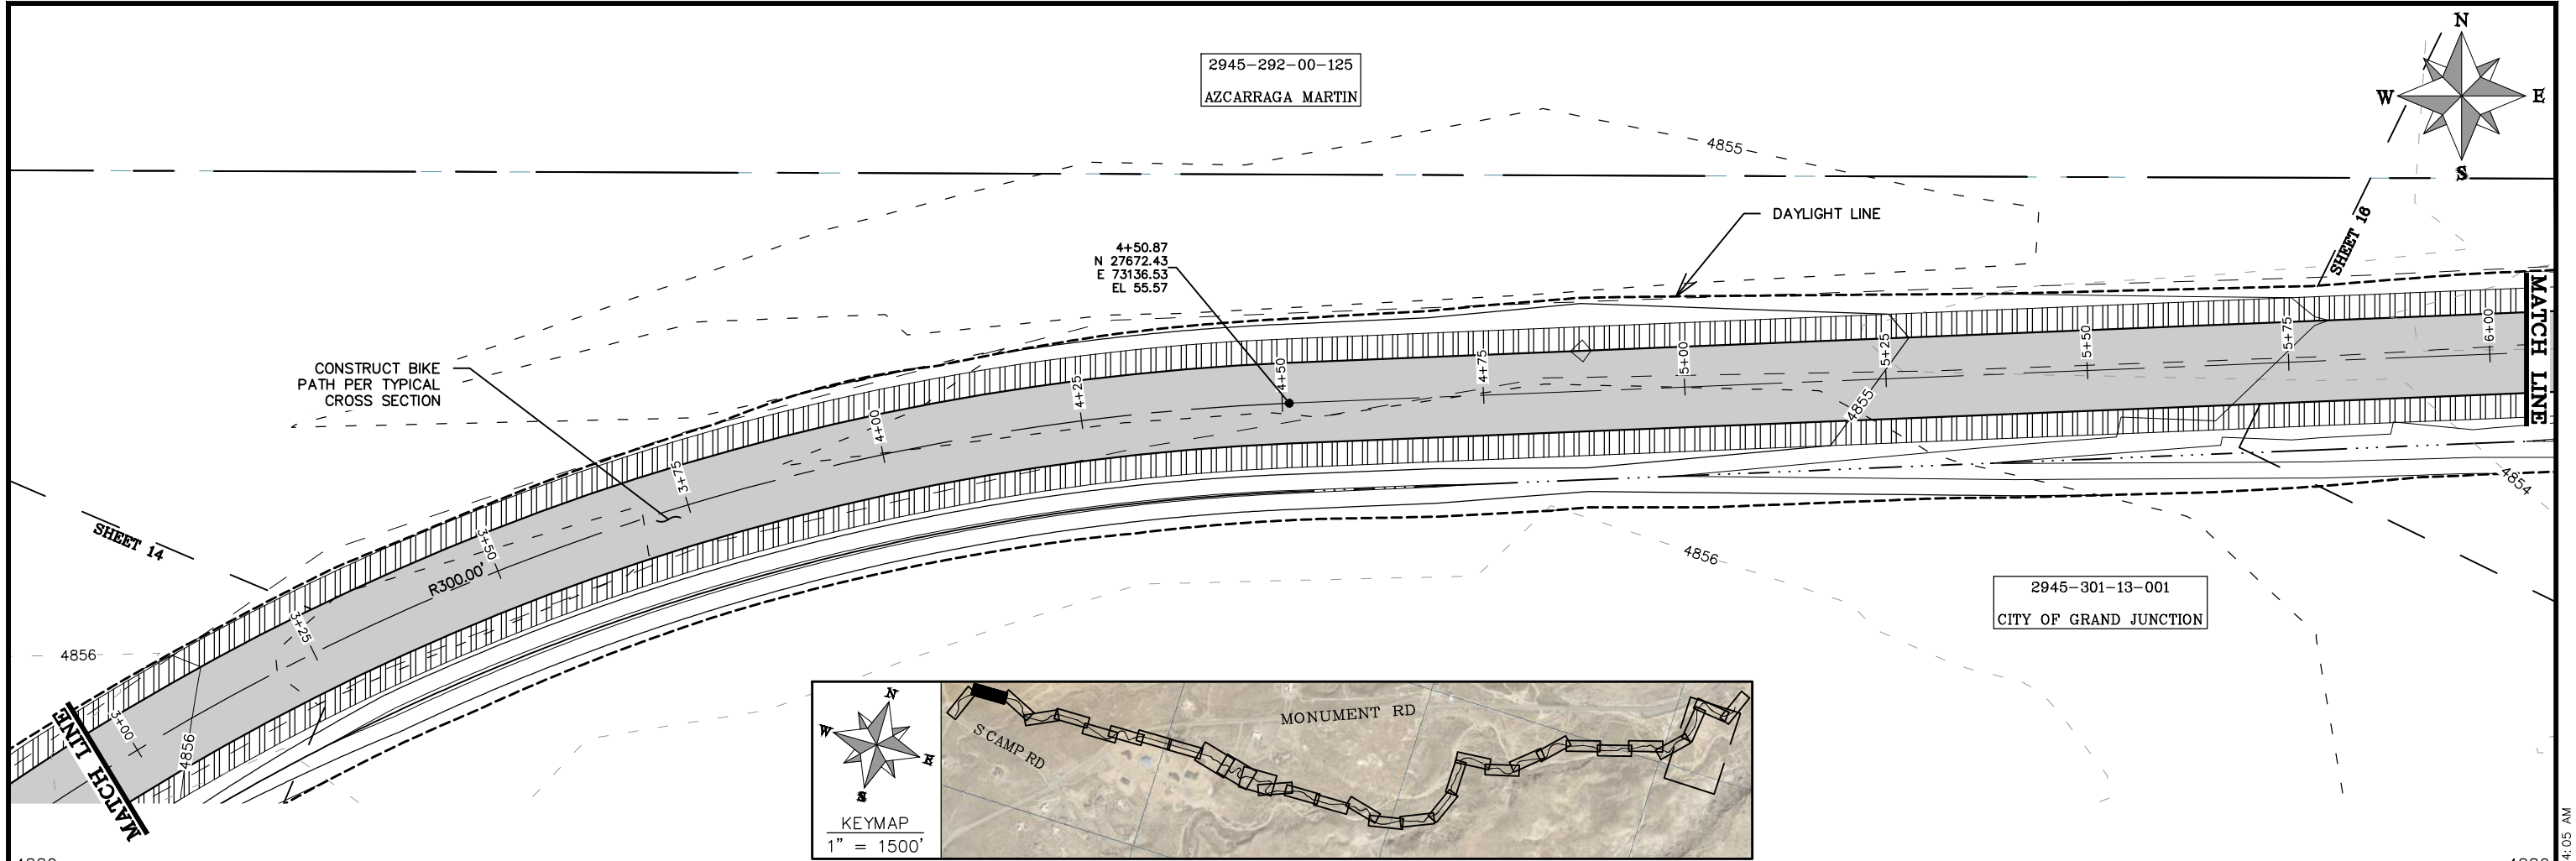 N
W
E
S
2945-292-00-125
AZCARRAGA MARTIN
4855
DAYLIGHT LINE
SHEET 16
4+50.87
N 27672.43
E 73136.53
EL 55.57
CONSTRUCT BIKE
PATH PER TYPICAL
CROSS SECTION
MATCH LINE
3+00
3+25
3+50
3+75
4+00
4+25
4+50
4+75
5+00
5+25
5+50
5+75
6+00
R300.00'
4855
SHEET 14
4856
4856
MATCH LINE
4856
4854
2945-301-13-001
CITY OF GRAND JUNCTION
N
W
E
S
KEYMAP
1" = 1500'
S CAMP RD
MONUMENT RD
4:05 AM